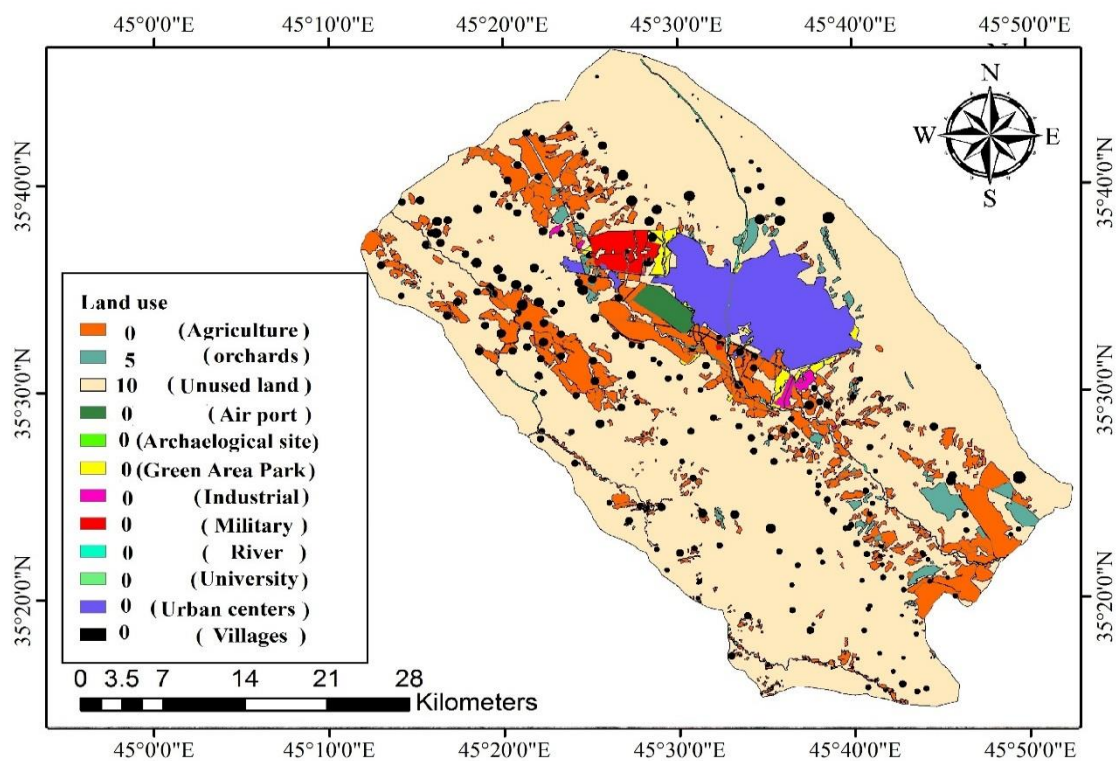 45°0'0"E 45°10'0"E 45°20'0"E 45°30'0"E 45°40'0"E 45°50'0"E
N
W E
S
35°40'0"N 35°40'0"N
35°30'0"N 35°30'0"N
35°20'0"N 35°20'0"N
Land use
0 (Agriculture)
5 (orchards)
10 (Unused land)
0 (Air port)
0 (Archaelogical site)
0 (Green Area Park)
0 (Industrial)
0 (Military)
0 (River)
0 (University)
0 (Urban centers)
0 (Villages)
0 3.5 7 14 21 28
Kilometers
45°0'0"E 45°10'0"E 45°20'0"E 45°30'0"E 45°40'0"E 45°50'0"E